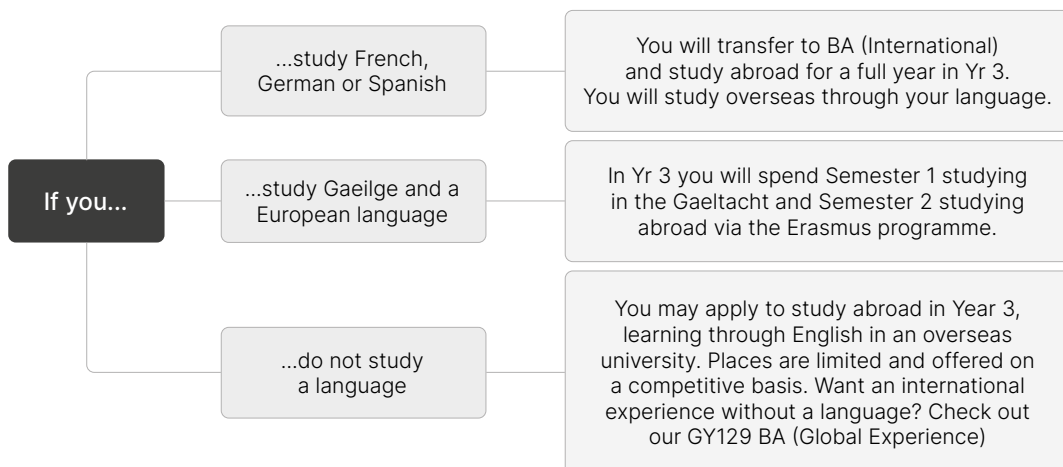 If you...
...study French,
German or Spanish
You will transfer to BA (International)
and study abroad for a full year in Yr 3.
You will study overseas through your language.
...study Gaeilge and a
European language
In Yr 3 you will spend Semester 1 studying
in the Gaeltacht and Semester 2 studying
abroad via the Erasmus programme.
...do not study
a language
You may apply to study abroad in Year 3,
learning through English in an overseas
university. Places are limited and offered on
a competitive basis. Want an international
experience without a language? Check out
our GY129 BA (Global Experience)